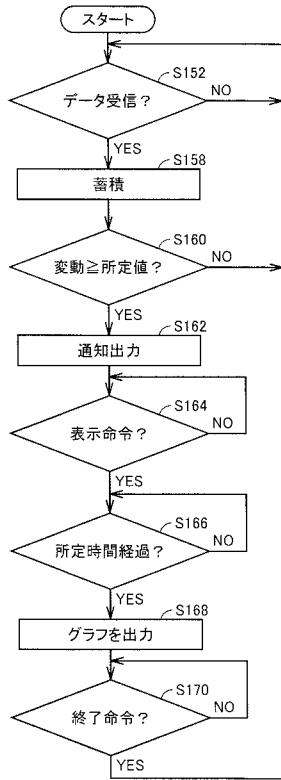 スタート
S152
データ受信?
NO
YES
S158
蓄積
S160
変動≧所定値?
NO
YES
S162
通知出力
S164
表示命令?
NO
YES
S166
所定時間経過?
NO
YES
S168
グラフを出力
S170
終了命令?
NO
YES